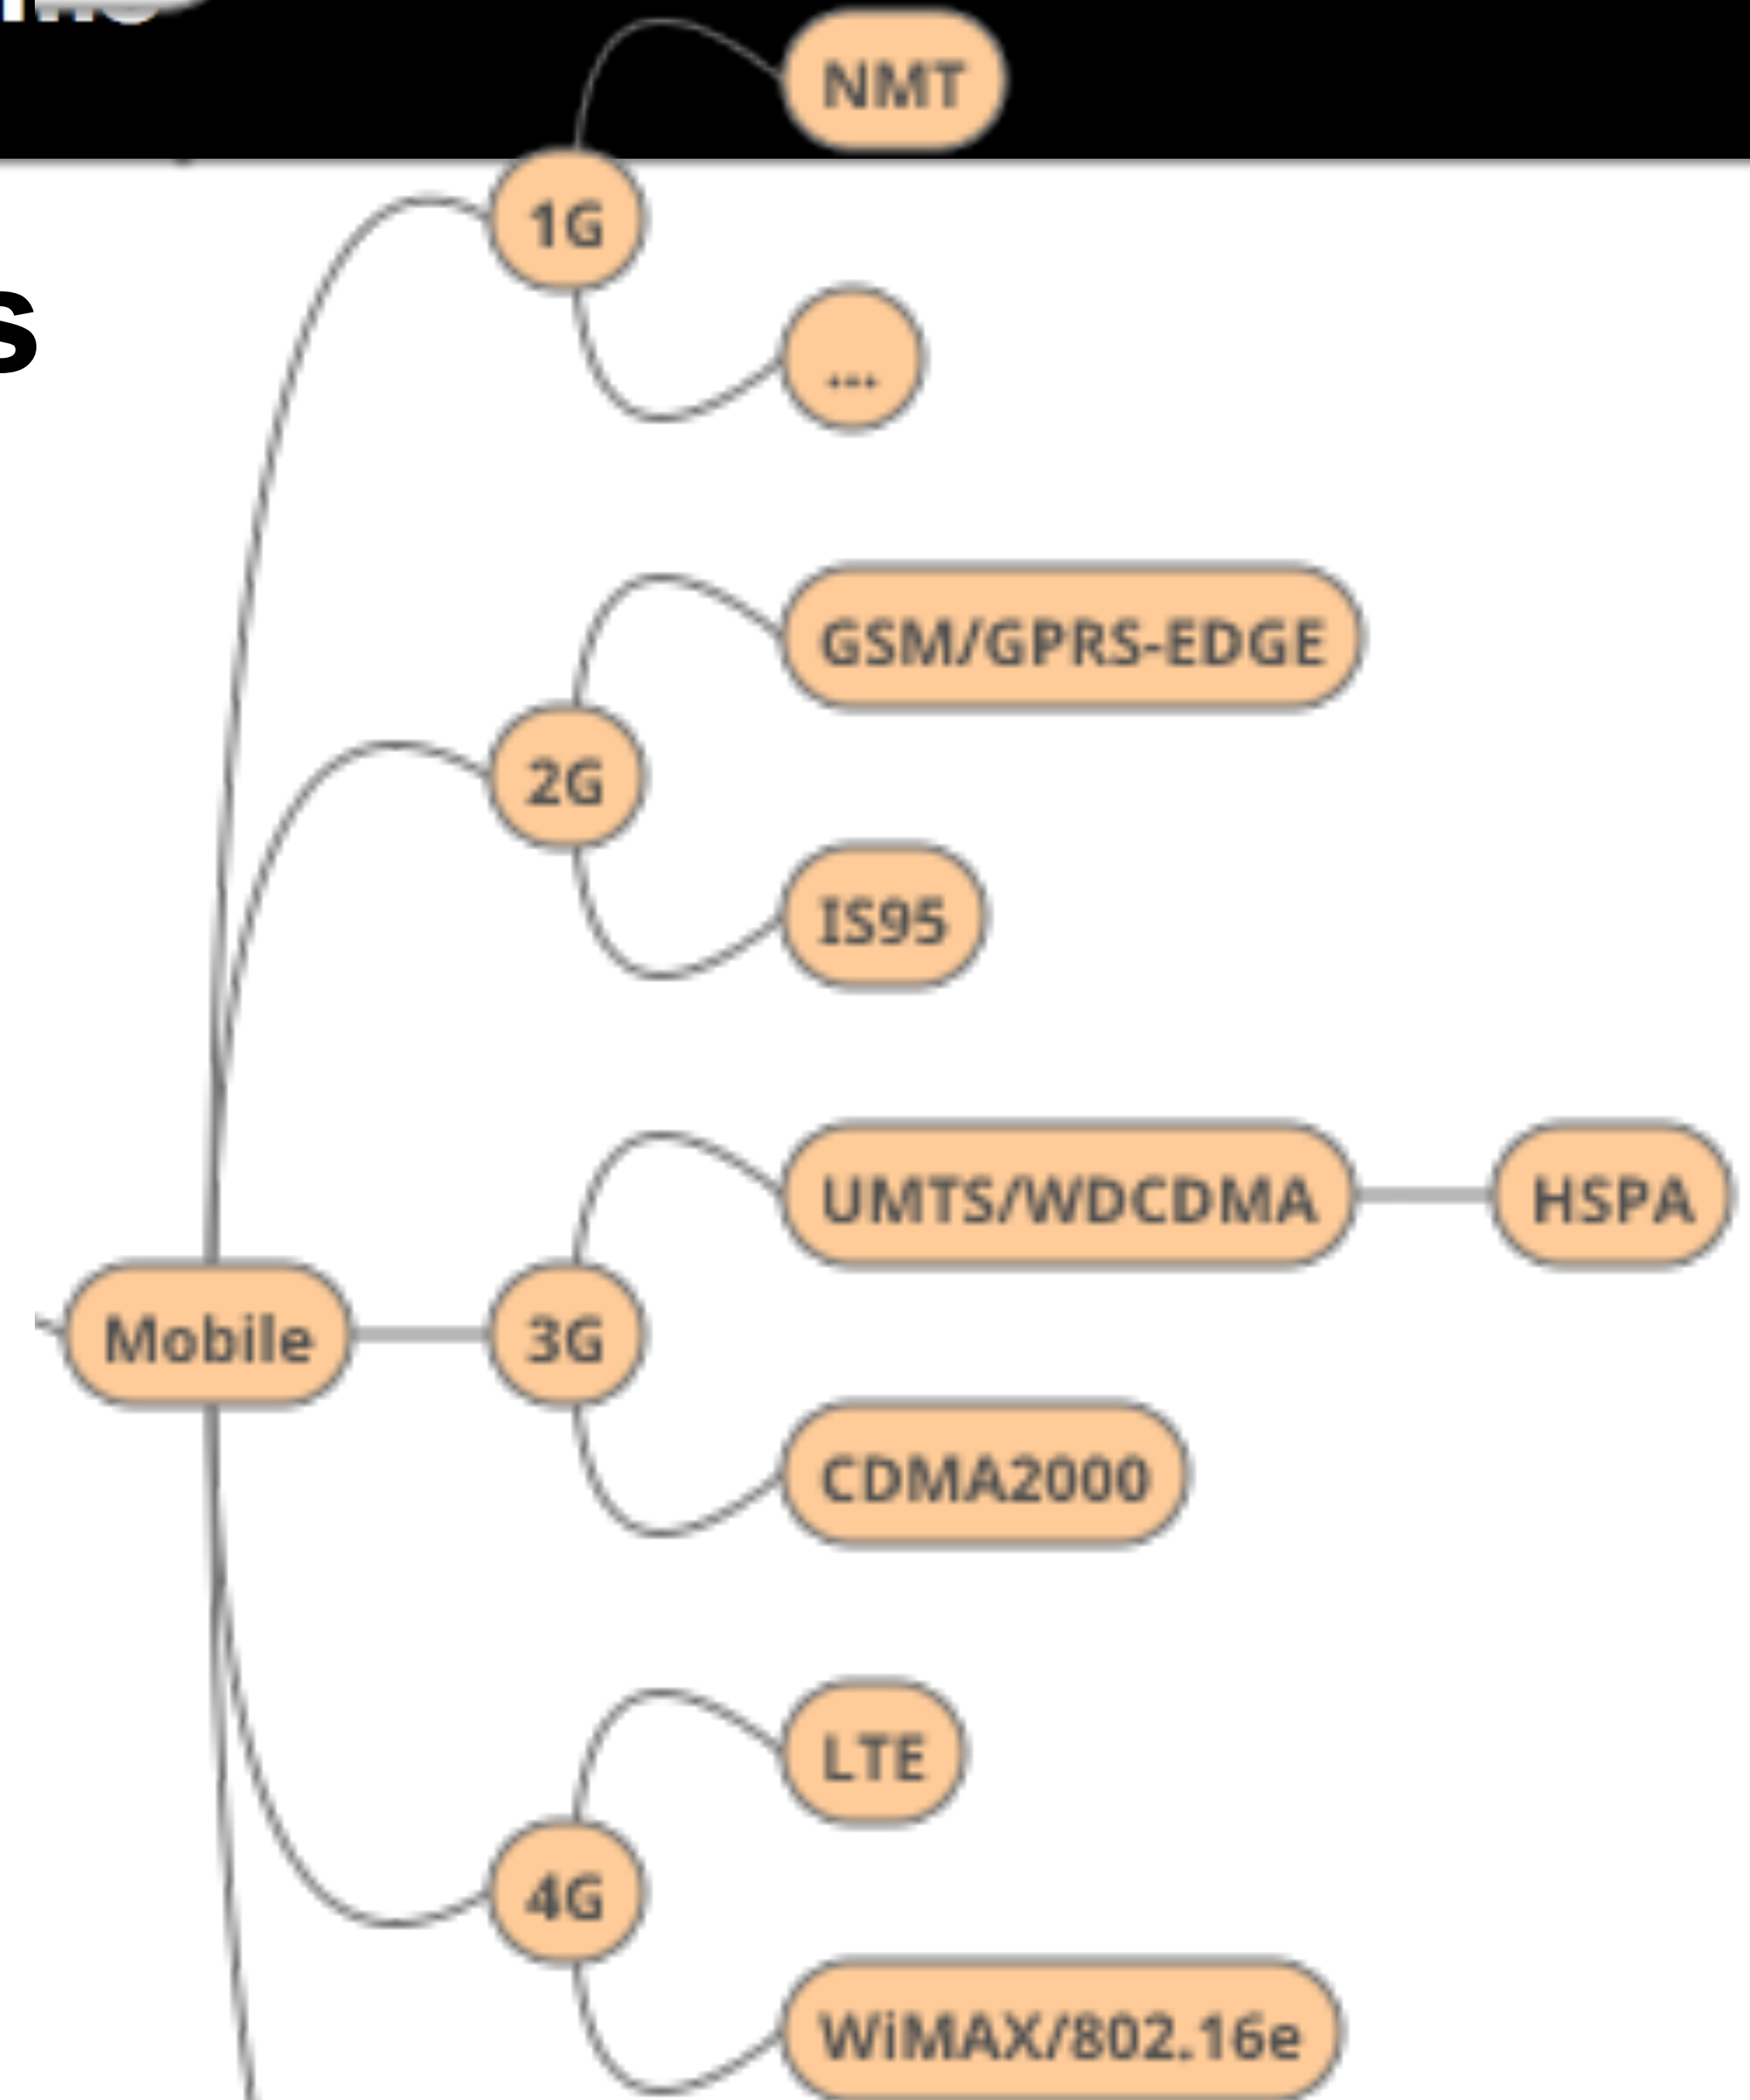 s
NMT
1G
...
GSM/GPRS-EDGE
2G
IS95
UMTS/WDCDMA
HSPA
Mobile
3G
CDMA2000
LTE
4G
WiMAX/802.16e